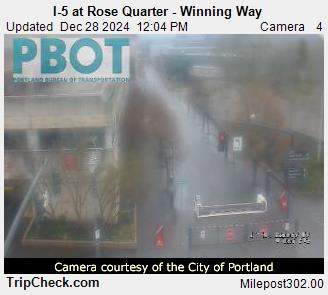 I-5 at Rose Quarter - Winning Way
Updated Dec 28 2024 12:04 PM Camera 4
PBOT
PORTLAND BUREAU OF TRANSPORTATION
Camera courtesy of the City of Portland
TripCheck.com Milepost302.00